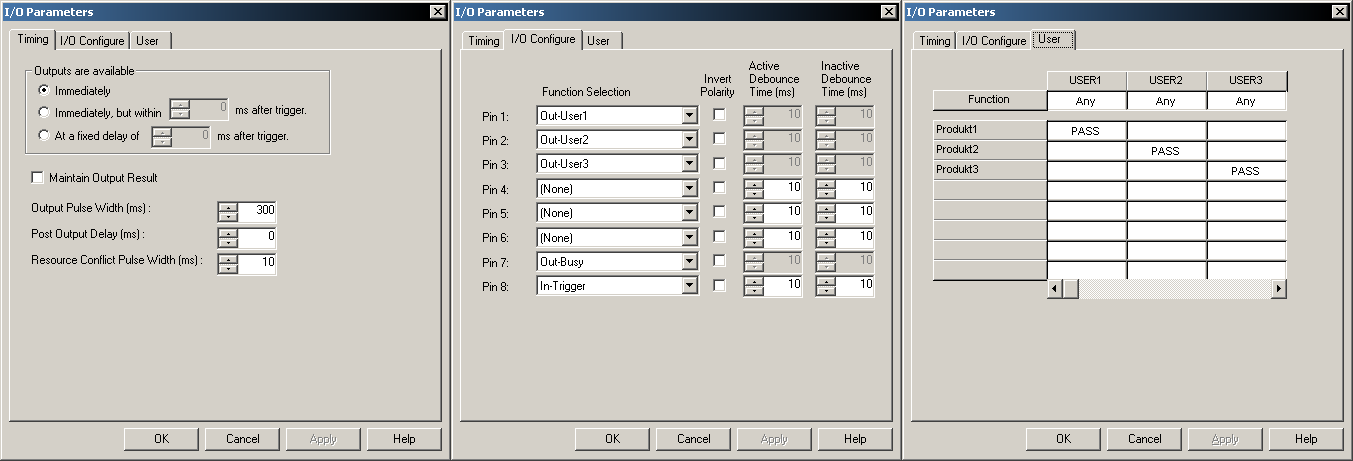 I/O Parameters
Timing I/O Configure User
Outputs are available
Immediately
Immediately, but within 0 ms after trigger.
At a fixed delay of 0 ms after trigger.
Maintain Output Result
Output Pulse Width (ms) : 300
Post Output Delay (ms) : 0
Resource Conflict Pulse Width (ms) : 10
OK Cancel Apply Help
I/O Parameters
Timing I/O Configure User
Function Selection
Invert Polarity
Active Debounce Time (ms)
Inactive Debounce Time (ms)
Pin 1: Out-User1 10 10
Pin 2: Out-User2 10 10
Pin 3: Out-User3 10 10
Pin 4: (None) 10 10
Pin 5: (None) 10 10
Pin 6: (None) 10 10
Pin 7: Out-Busy 10 10
Pin 8: In-Trigger 10 10
OK Cancel Apply Help
I/O Parameters
Timing I/O Configure User
USER1 USER2 USER3
Function Any Any Any
Produkt1 PASS
Produkt2 PASS
Produkt3 PASS
OK Cancel Apply Help